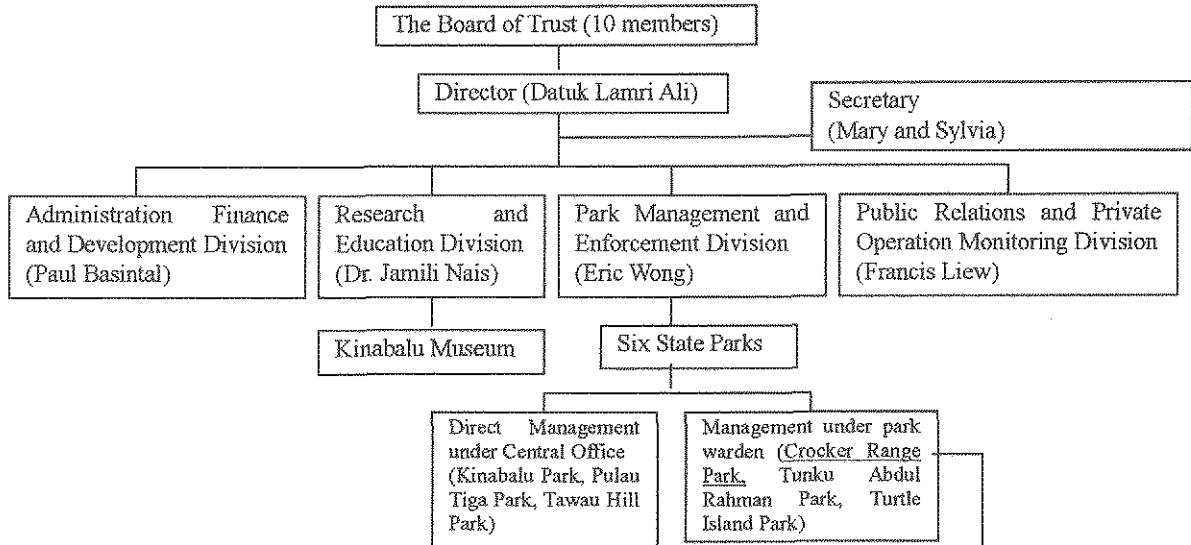 The Board of Trust (10 members)
Director (Datuk Lamri Ali)
Secretary
(Mary and Sylvia)
Administration Finance
and Development Division
(Paul Basintal)
Research and
Education Division
(Dr. Jamili Nais)
Park Management and
Enforcement Division
(Eric Wong)
Public Relations and Private
Operation Monitoring Division
(Francis Liew)
Kinabalu Museum
Six State Parks
Direct Management
under Central Office
(Kinabalu Park, Pulau
Tiga Park, Tawau Hill
Park)
Management under park
warden (Crocker Range
Park, Tunku Abdul
Rahman Park, Turtle
Island Park)